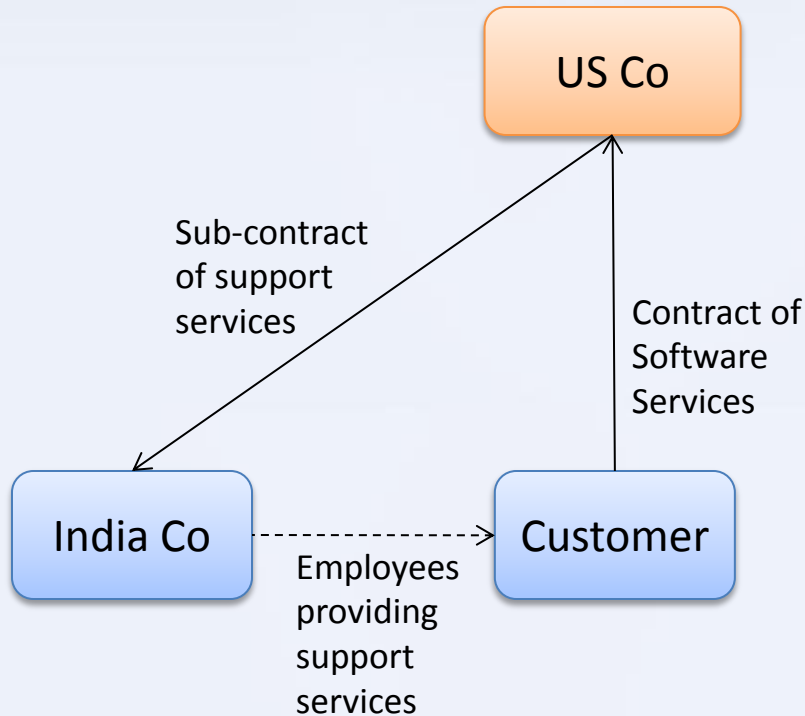 US Co
Sub-contract
of support
services
Contract of
Software
Services
India Co
Customer
Employees
providing
support
services